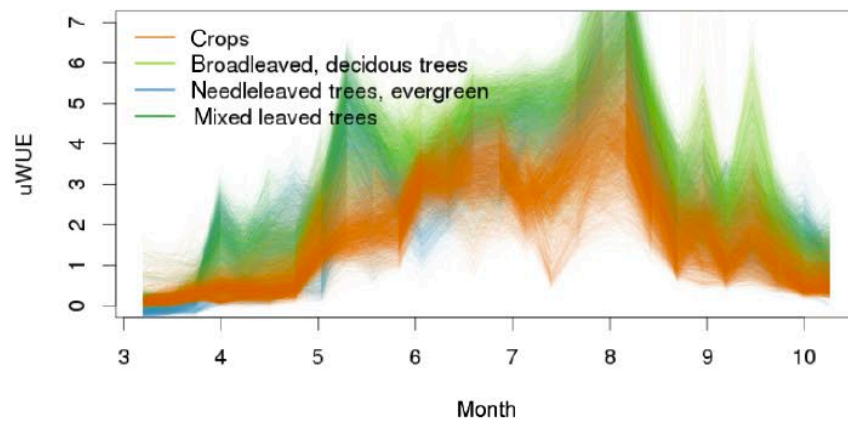 7
6
5
4
3
2
1
0
uWUE
Crops
Broadleaved, decidous trees
Needleleaved trees, evergreen
Mixed leaved trees
3 4 5 6 7 8 9 10
Month